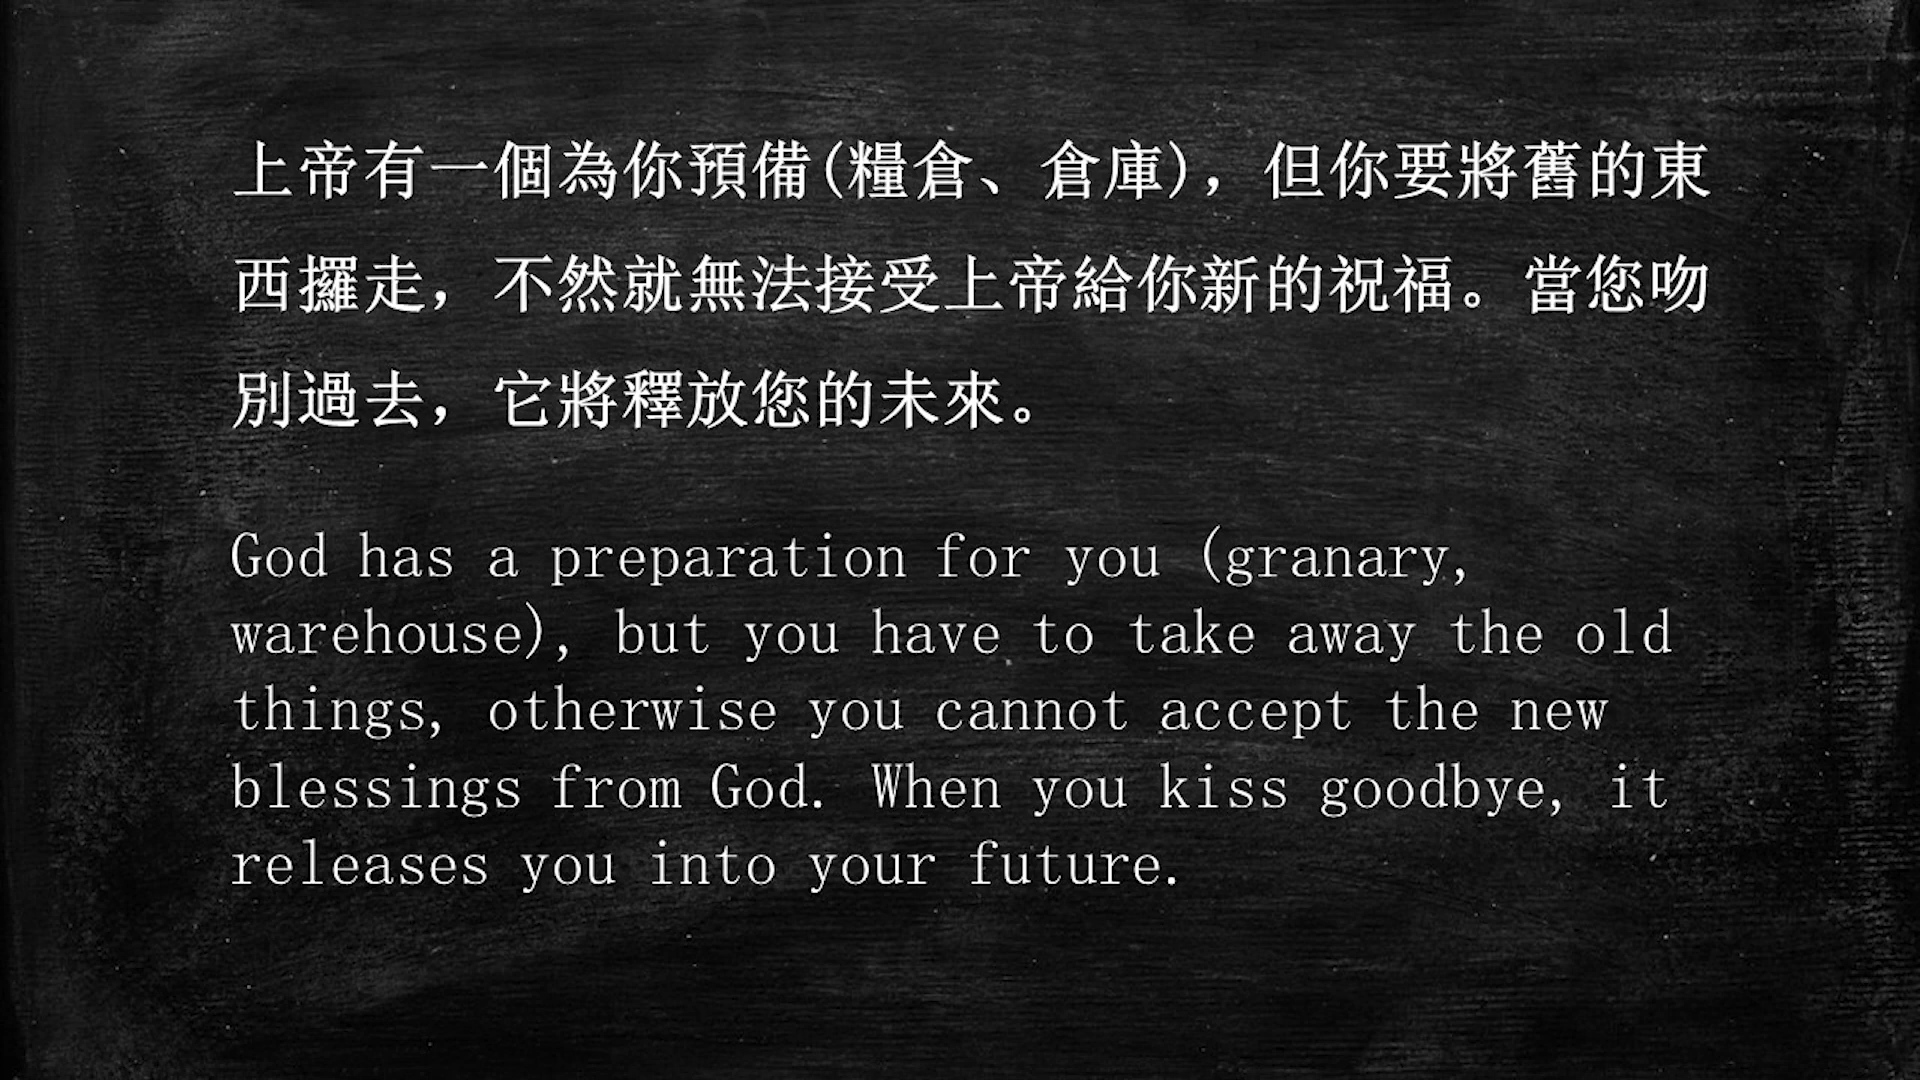 上帝有一個為你預備(糧倉、倉庫)，但你要將舊的東
西攞走，不然就無法接受上帝給你新的祝福。當您吻
別過去，它將釋放您的未來。
God has a preparation for you (granary,
warehouse), but you have to take away the old
things, otherwise you cannot accept the new
blessings from God. When you kiss goodbye, it
releases you into your future.